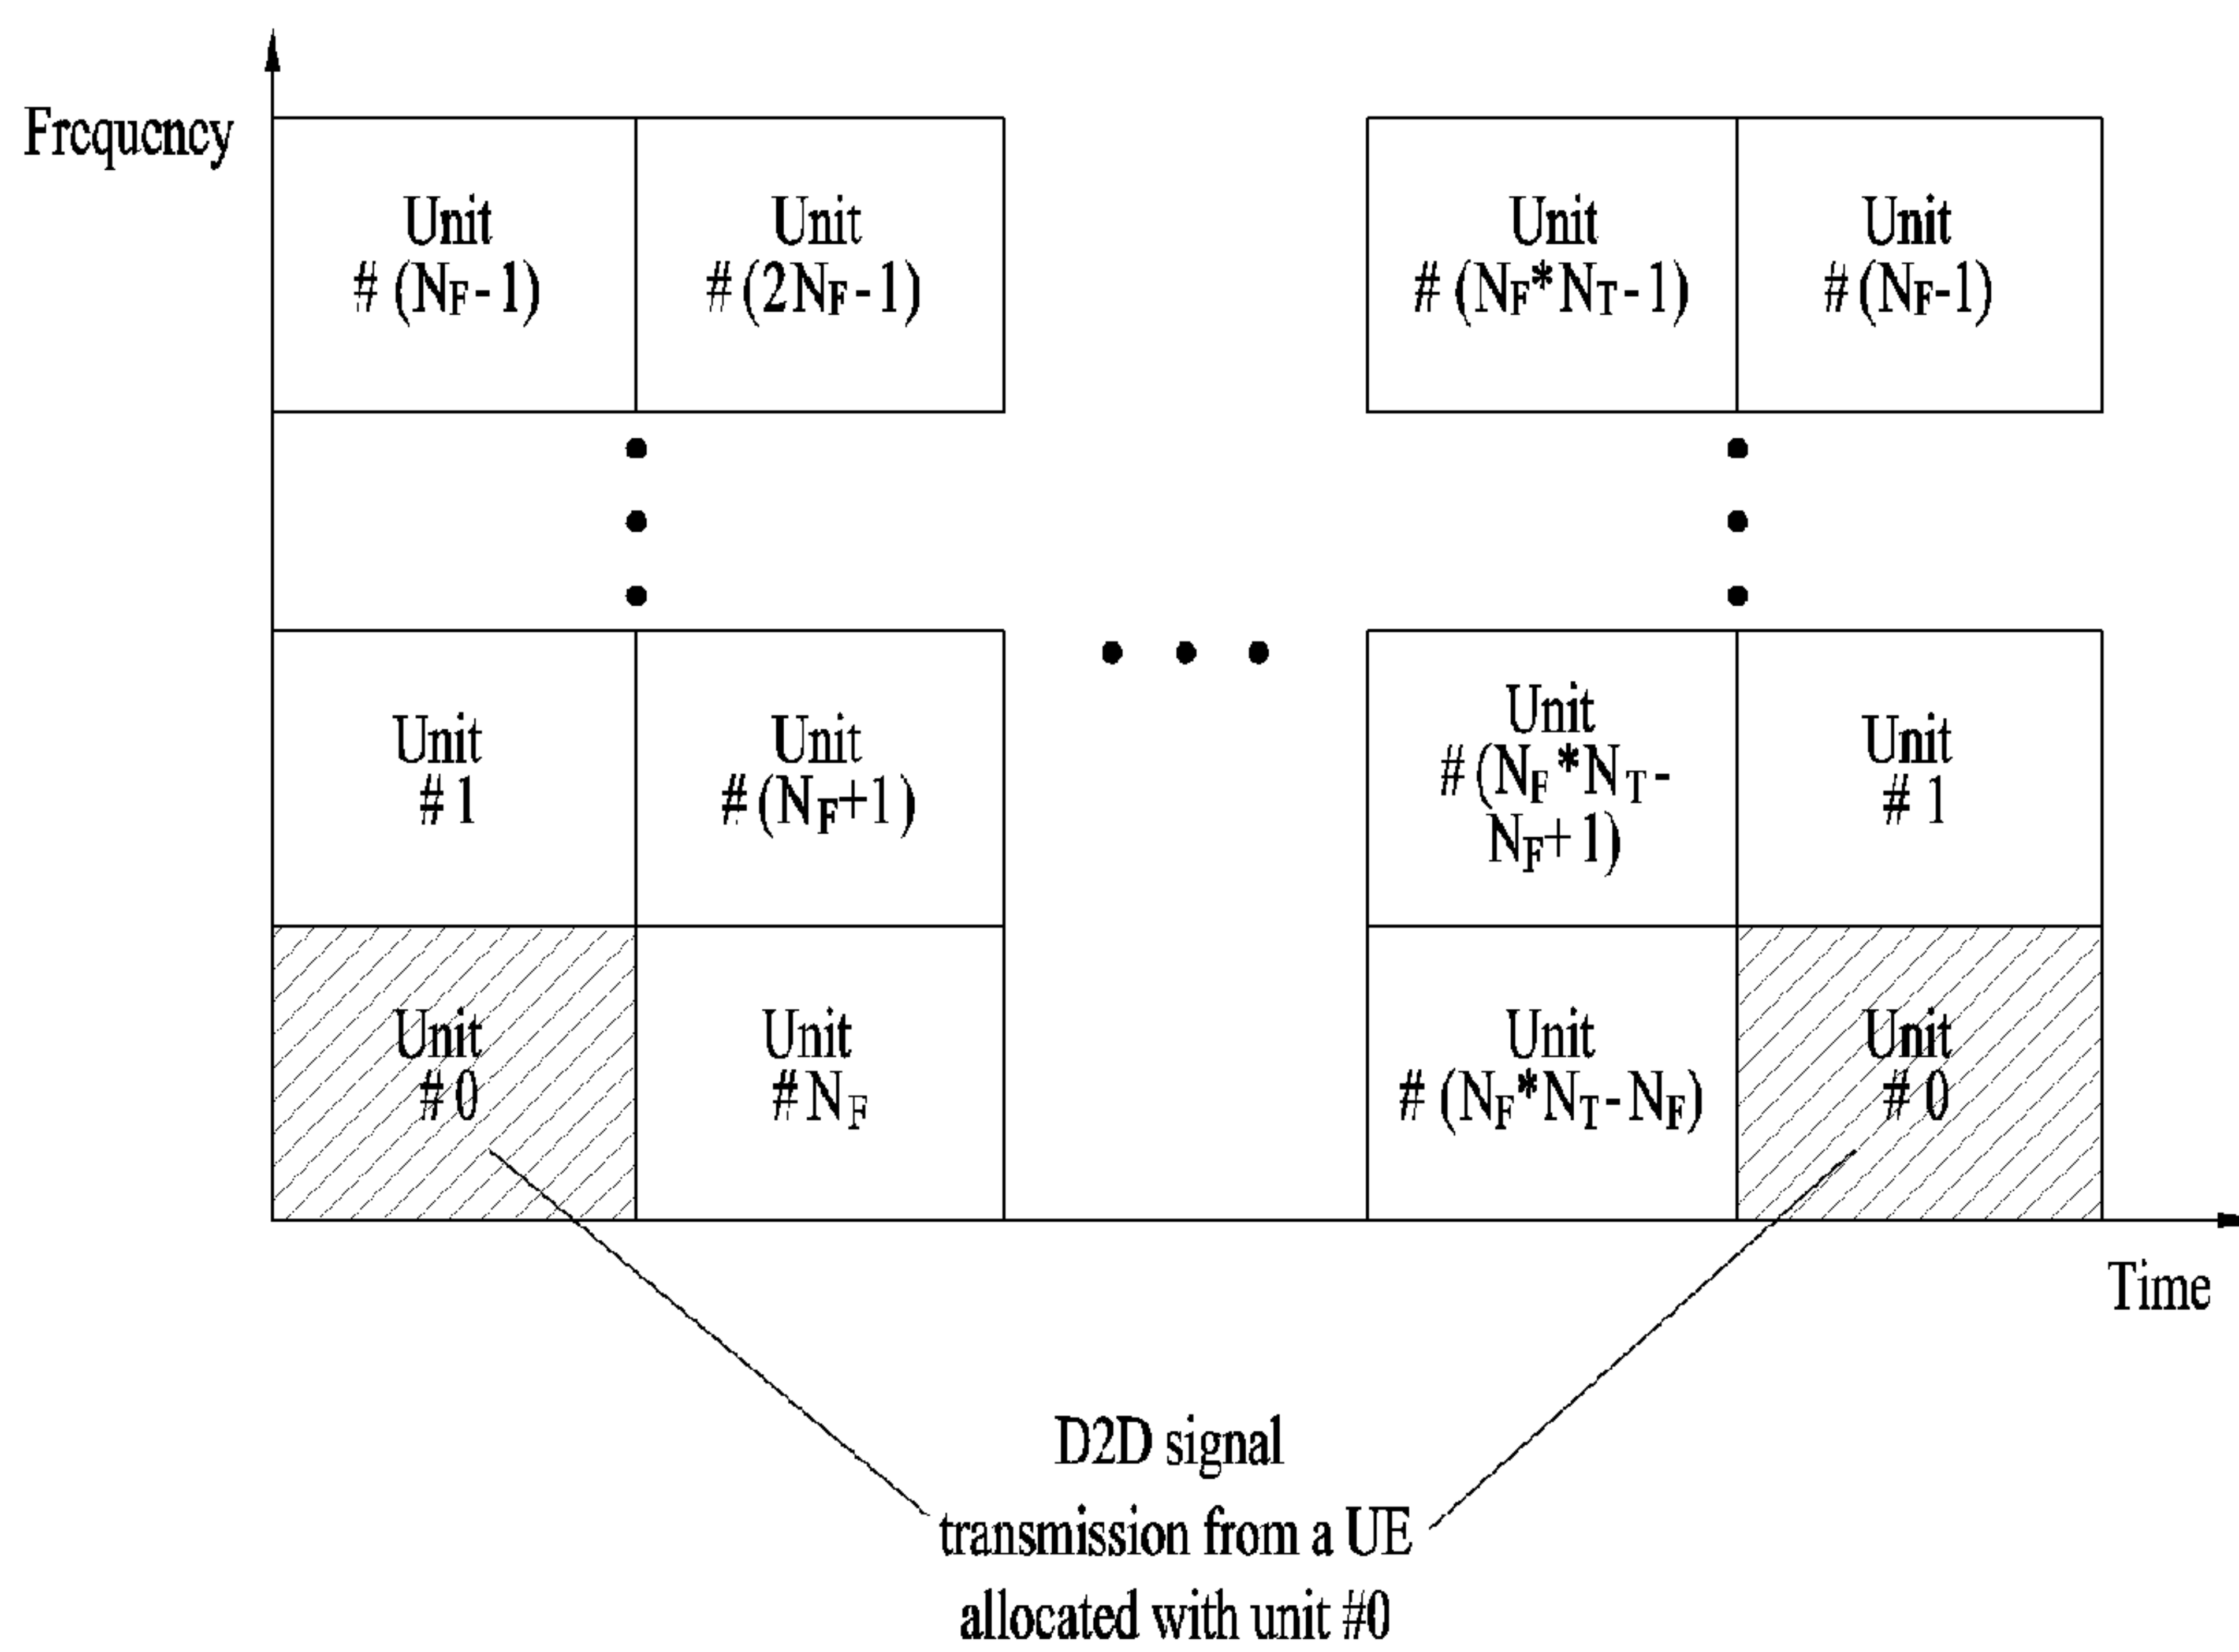 Frequency
Unit
# (NF - 1)
Unit
# (2NF - 1)
Unit
# (NF*NT - 1)
Unit
# (NF-1)
Unit
# 1
Unit
# (NF+1)
Unit
# (NF*NT -
NF+ 1)
Unit
# 1
Unit
# 0
Unit
# NF
Unit
# (NF*NT - NF)
Unit
# 0
Time
D2D signal
transmission from a UE
allocated with unit #0